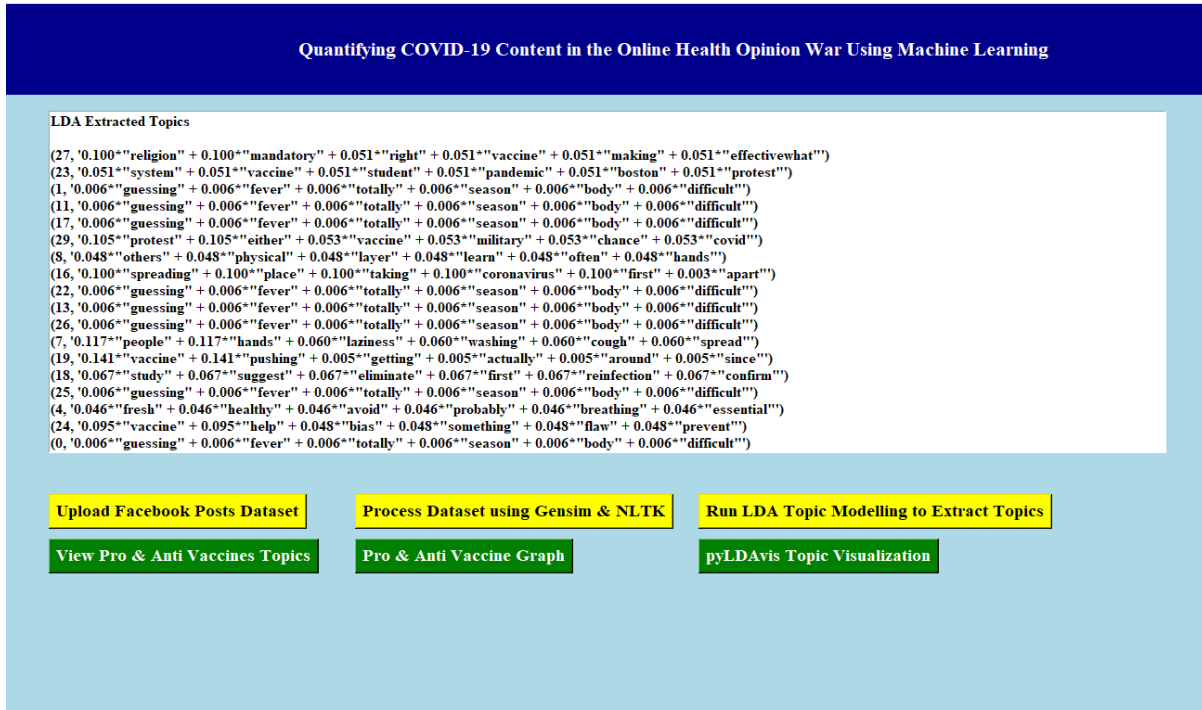 Quantifying COVID-19 Content in the Online Health Opinion War Using Machine Learning
LDA Extracted Topics
(27, '0.100*"religion" + 0.100*"mandatory" + 0.051*"right" + 0.051*"vaccine" + 0.051*"making" + 0.051*"effectivewhat"')
(23, '0.051*"system" + 0.051*"vaccine" + 0.051*"student" + 0.051*"pandemic" + 0.051*"boston" + 0.051*"protest"')
(1, '0.006*"guessing" + 0.006*"fever" + 0.006*"totally" + 0.006*"season" + 0.006*"body" + 0.006*"difficult"')
(11, '0.006*"guessing" + 0.006*"fever" + 0.006*"totally" + 0.006*"season" + 0.006*"body" + 0.006*"difficult"')
(17, '0.006*"guessing" + 0.006*"fever" + 0.006*"totally" + 0.006*"season" + 0.006*"body" + 0.006*"difficult"')
(29, '0.105*"protest" + 0.105*"either" + 0.053*"vaccine" + 0.053*"military" + 0.053*"chance" + 0.053*"covid"')
(8, '0.048*"others" + 0.048*"physical" + 0.048*"layer" + 0.048*"learn" + 0.048*"often" + 0.048*"hands"')
(16, '0.100*"spreading" + 0.100*"place" + 0.100*"taking" + 0.100*"coronavirus" + 0.100*"first" + 0.003*"apart"')
(22, '0.006*"guessing" + 0.006*"fever" + 0.006*"totally" + 0.006*"season" + 0.006*"body" + 0.006*"difficult"')
(13, '0.006*"guessing" + 0.006*"fever" + 0.006*"totally" + 0.006*"season" + 0.006*"body" + 0.006*"difficult"')
(26, '0.006*"guessing" + 0.006*"fever" + 0.006*"totally" + 0.006*"season" + 0.006*"body" + 0.006*"difficult"')
(7, '0.117*"people" + 0.117*"hands" + 0.060*"laziness" + 0.060*"washing" + 0.060*"cough" + 0.060*"spread"')
(19, '0.141*"vaccine" + 0.141*"pushing" + 0.005*"getting" + 0.005*"actually" + 0.005*"around" + 0.005*"since"')
(18, '0.067*"study" + 0.067*"suggest" + 0.067*"eliminate" + 0.067*"first" + 0.067*"reinfection" + 0.067*"confirm"')
(25, '0.006*"guessing" + 0.006*"fever" + 0.006*"totally" + 0.006*"season" + 0.006*"body" + 0.006*"difficult"')
(4, '0.046*"fresh" + 0.046*"healthy" + 0.046*"avoid" + 0.046*"probably" + 0.046*"breathing" + 0.046*"essential"')
(24, '0.095*"vaccine" + 0.095*"help" + 0.048*"bias" + 0.048*"something" + 0.048*"flaw" + 0.048*"prevent"')
(0, '0.006*"guessing" + 0.006*"fever" + 0.006*"totally" + 0.006*"season" + 0.006*"body" + 0.006*"difficult"')
Upload Facebook Posts Dataset
Process Dataset using Gensim & NLTK
Run LDA Topic Modelling to Extract Topics
View Pro & Anti Vaccines Topics
Pro & Anti Vaccine Graph
pyLDAvis Topic Visualization